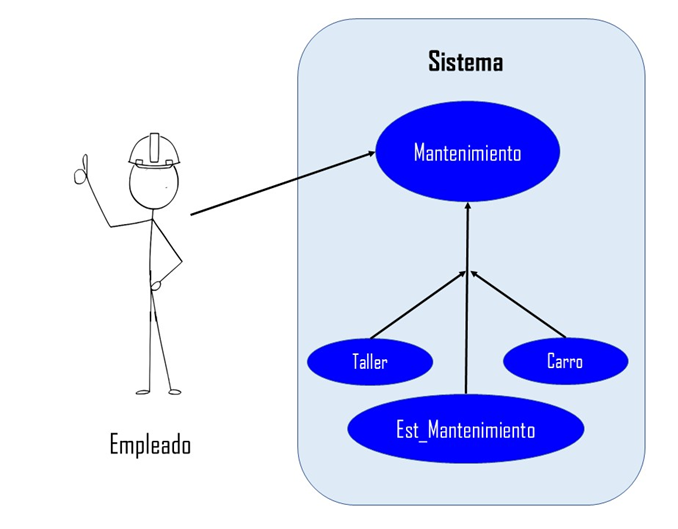 Sistema
Mantenimiento
Taller
Carro
Est_Mantenimiento
Empleado